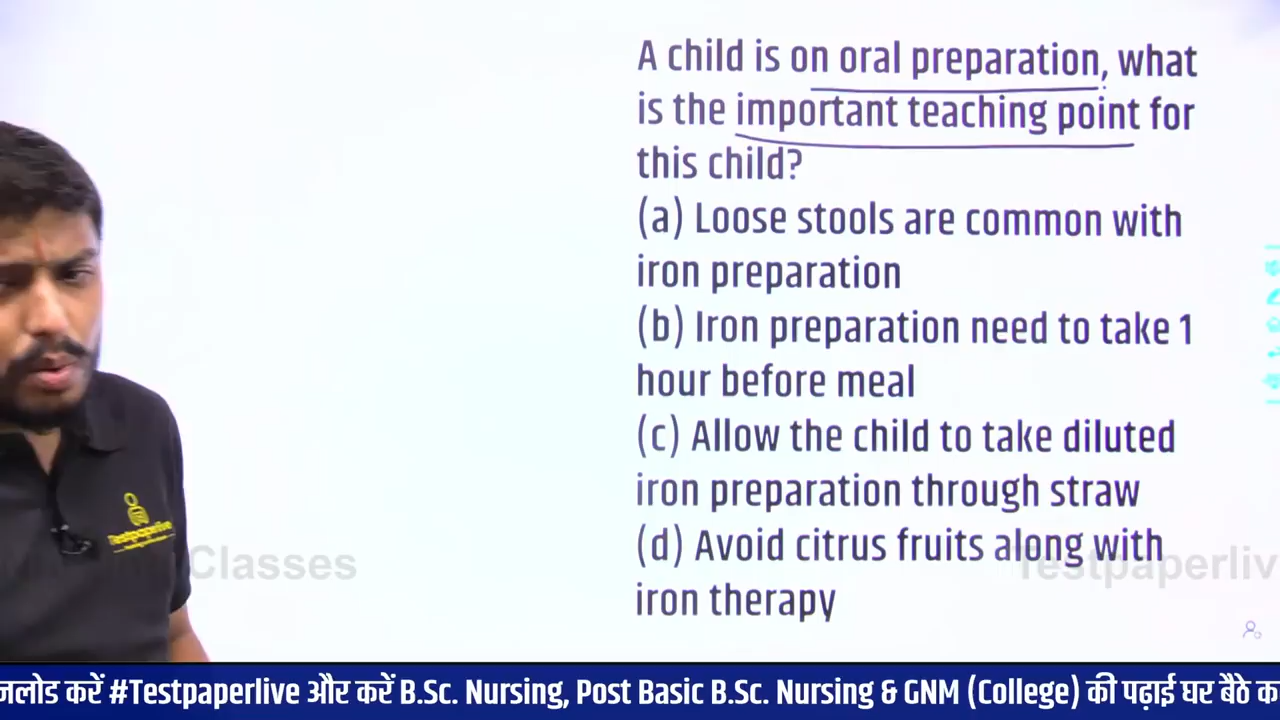 A child is on oral preparation, what
is the important teaching point for
this child?
(a) Loose stools are common with
iron preparation
(b) Iron preparation need to take 1
hour before meal
(c) Allow the child to take diluted
iron preparation through straw
(d) Avoid citrus fruits along with
iron therapy
Testpaperlive
Classes
Testpaperliv
नलोड करें #Testpaperlive और करें B.Sc. Nursing, Post Basic B.Sc. Nursing & GNM (College) की पढ़ाई घर बैठे क